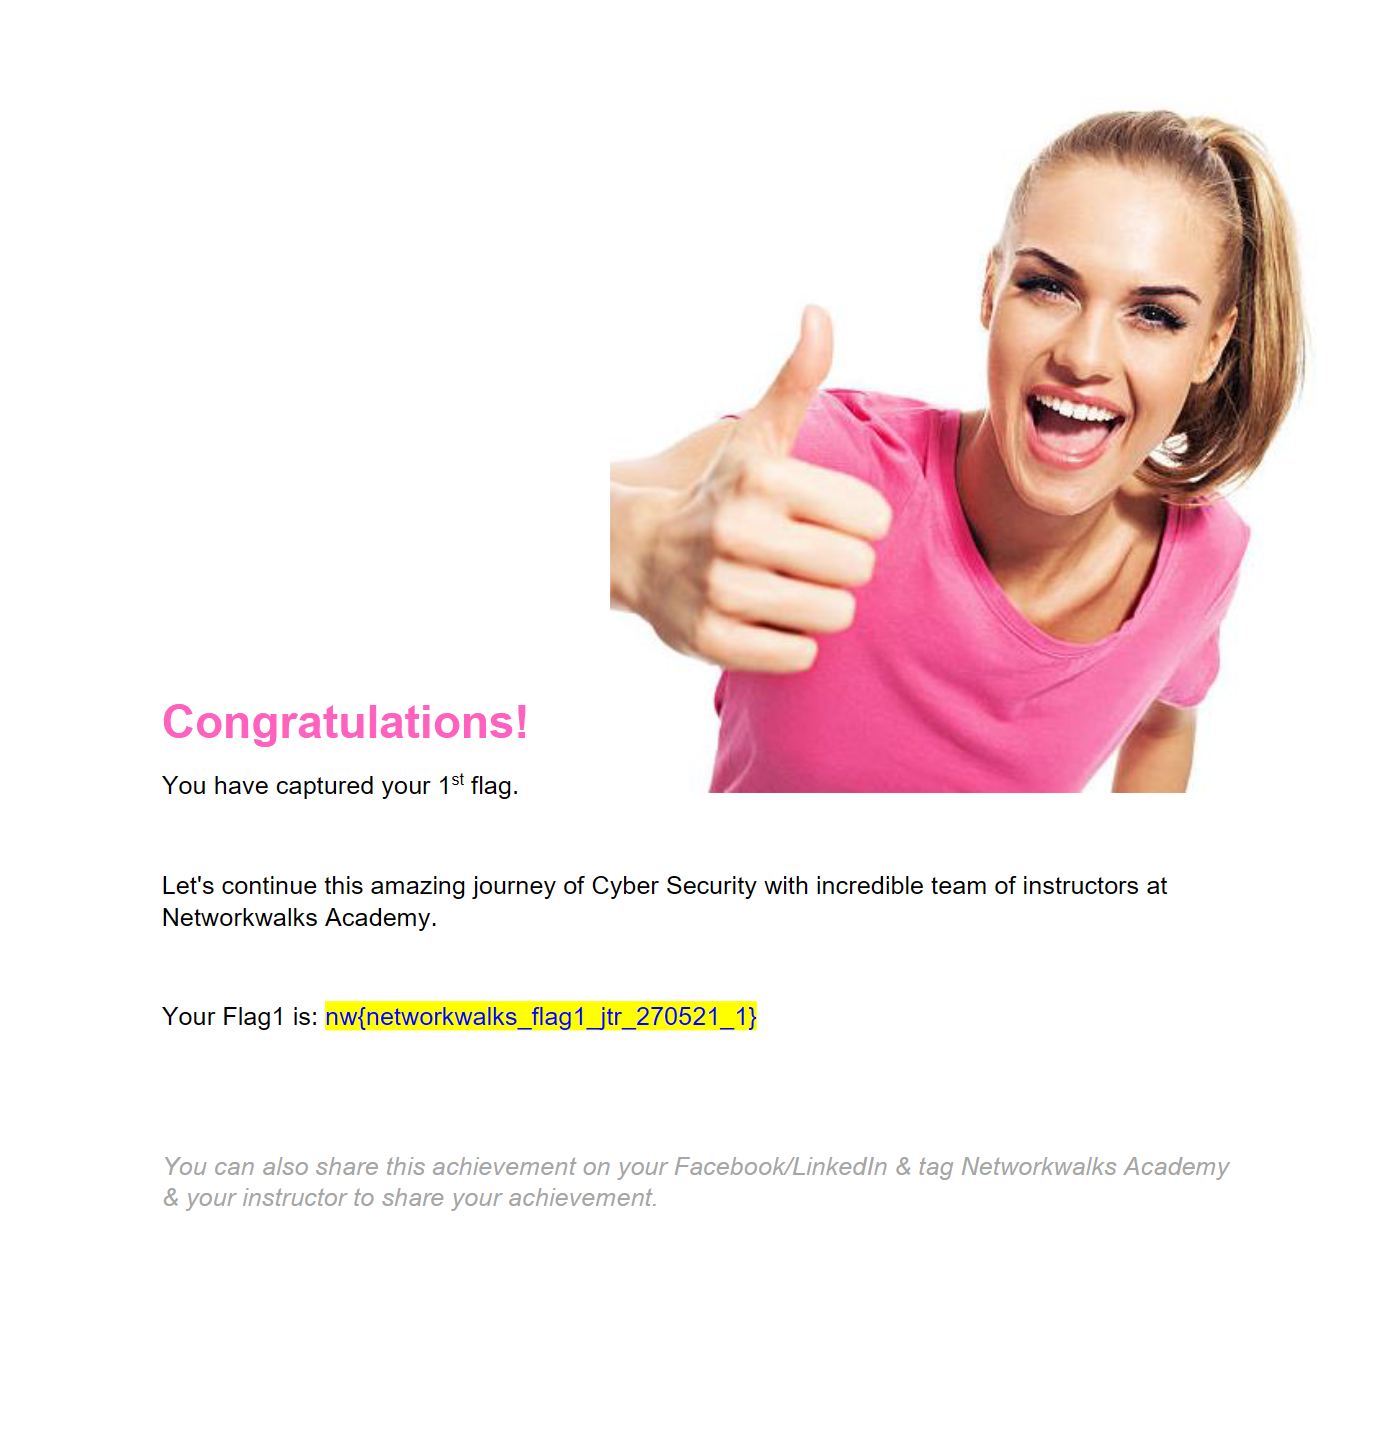 Congratulations!
You have captured your 1st flag.
Let's continue this amazing journey of Cyber Security with incredible team of instructors at
Networkwalks Academy.
Your Flag1 is: nw{networkwalks_flag1_jtr_270521_1}
You can also share this achievement on your Facebook/LinkedIn & tag Networkwalks Academy
& your instructor to share your achievement.